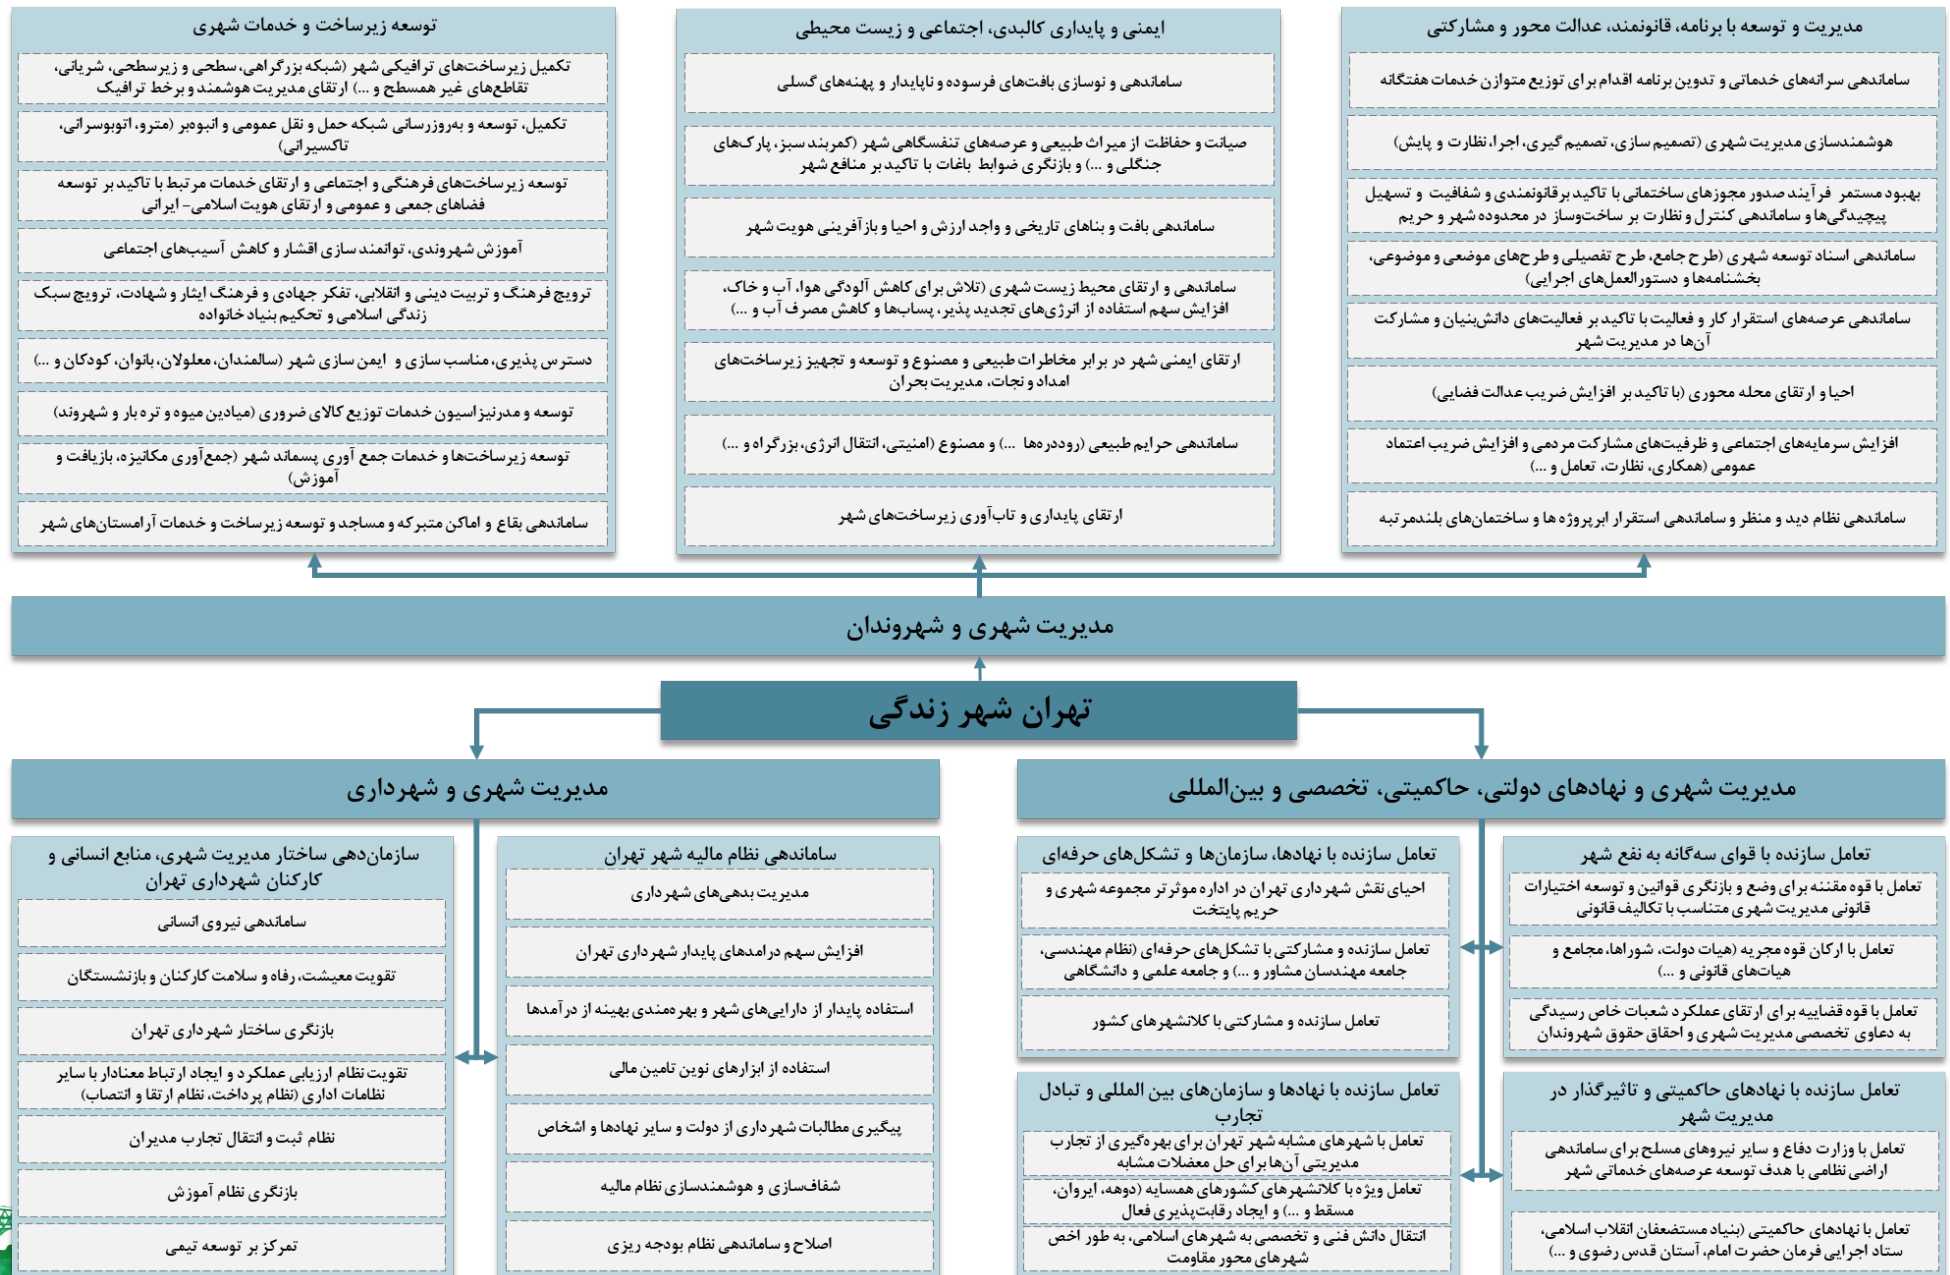 مدیریت و توسعه با برنامه، قانونمند، عدالت محور و مشارکتی
ساماندهی سرانه‌های خدماتی و تدوین برنامه اقدام برای توزیع متوازن خدمات هفتگانه
هوشمندسازی مدیریت شهری (تصمیم سازی، تصمیم گیری، اجرا، نظارت و پایش)
بهبود مستمر فرآیند صدور مجوزهای ساختمانی با تاکید برقانونمندی و شفافیت و تسهیل
پیچیدگی‌ها و ساماندهی کنترل و نظارت بر ساخت‌وساز در محدوده شهر و حریم
ساماندهی اسناد توسعه شهری (طرح جامع، طرح تفصیلی و طرح‌های موضعی و موضوعی،
بخشنامه‌ها و دستورالعمل‌های اجرایی)
ساماندهی عرصه‌های استقرار کار و فعالیت با تاکید بر فعالیت‌های دانش‌بنیان و مشارکت
آن‌ها در مدیریت شهر
احیا و ارتقای محله محوری (با تاکید بر افزایش ضریب عدالت فضایی)
افزایش سرمایه‌های اجتماعی و ظرفیت‌های مشارکت مردمی و افزایش ضریب اعتماد
عمومی (همکاری، نظارت، تعامل و ...)
ساماندهی نظام دید و منظر و ساماندهی استقرار ابرپروژه ها و ساختمان‌های بلندمرتبه
ایمنی و پایداری کالبدی، اجتماعی و زیست محیطی
ساماندهی و نوسازی بافت‌های فرسوده و ناپایدار و پهنه‌های گسلی
صیانت و حفاظت از میراث طبیعی و عرصه‌های تنفسگاهی شهر (کمربند سبز، پارک‌های
جنگلی و ...) و بازنگری ضوابط باغات با تاکید بر منافع شهر
ساماندهی بافت و بناهای تاریخی و واجد ارزش و احیا و بازآفرینی هویت شهر
ساماندهی و ارتقای محیط زیست شهری (تلاش برای کاهش آلودگی هوا، آب و خاک،
افزایش سهم استفاده از انرژی‌های تجدید پذیر، پساب‌ها و کاهش مصرف آب و ...)
ارتقای ایمنی شهر در برابر مخاطرات طبیعی و مصنوع و توسعه و تجهیز زیرساخت‌های
امداد و نجات، مدیریت بحران
ساماندهی حرایم طبیعی (روددره‌ها ...) و مصنوع (امنیتی، انتقال انرژی، بزرگراه و ...)
ارتقای پایداری و تاب‌آوری زیرساخت‌های شهر
توسعه زیرساخت و خدمات شهری
تکمیل زیرساخت‌های ترافیکی شهر (شبکه بزرگراهی، سطحی و زیرسطحی، شریانی،
تقاطع‌های غیر همسطح و ...) ارتقای مدیریت هوشمند و برخط ترافیک
تکمیل، توسعه و به‌روزرسانی شبکه حمل و نقل عمومی و انبوه‌بر (مترو، اتوبوسرانی،
تاکسیرانی)
توسعه زیرساخت‌های فرهنگی و اجتماعی و ارتقای خدمات مرتبط با تاکید بر توسعه
فضاهای جمعی و عمومی و ارتقای هویت اسلامی- ایرانی
آموزش شهروندی، توانمند سازی اقشار و کاهش آسیب‌های اجتماعی
ترویج فرهنگ و تربیت دینی و انقلابی، تفکر جهادی و فرهنگ ایثار و شهادت، ترویج سبک
زندگی اسلامی و تحکیم بنیاد خانواده
دسترس پذیری، مناسب سازی و ایمن سازی شهر (سالمندان، معلولان، بانوان، کودکان و ...)
توسعه و مدرنیزاسیون خدمات توزیع کالای ضروری (میادین میوه و تره بار و شهروند)
توسعه زیرساخت‌ها و خدمات جمع آوری پسماند شهر (جمع‌آوری مکانیزه، بازیافت و
آموزش)
ساماندهی بقاع و اماکن متبرکه و مساجد و توسعه زیرساخت و خدمات آرامستان‌های شهر
مدیریت شهری و شهروندان
تهران شهر زندگی
مدیریت شهری و نهادهای دولتی، حاکمیتی، تخصصی و بین‌المللی
تعامل سازنده با قوای سه‌گانه به نفع شهر
تعامل با قوه مقننه برای وضع و بازنگری قوانین و توسعه اختیارات
قانونی مدیریت شهری متناسب با تکالیف قانونی
تعامل با ارکان قوه مجریه (هیات دولت، شوراها، مجامع و
هیات‌های قانونی و ...)
تعامل با قوه قضاییه برای ارتقای عملکرد شعبات خاص رسیدگی
به دعاوی تخصصی مدیریت شهری و احقاق حقوق شهروندان
تعامل سازنده با نهادها، سازمان‌ها و تشکل‌های حرفه‌ای
احیای نقش شهرداری تهران در اداره موثرتر مجموعه شهری و
حریم پایتخت
تعامل سازنده و مشارکتی با تشکل‌های حرفه‌ای (نظام مهندسی،
جامعه مهندسان مشاور و ...) و جامعه علمی و دانشگاهی
تعامل سازنده و مشارکتی با کلانشهرهای کشور
تعامل سازنده با نهادهای حاکمیتی و تاثیرگذار در
مدیریت شهر
تعامل با وزارت دفاع و سایر نیروهای مسلح برای ساماندهی
اراضی نظامی با هدف توسعه عرصه‌های خدماتی شهر
تعامل با نهادهای حاکمیتی (بنیاد مستضعفان انقلاب اسلامی،
ستاد اجرایی فرمان حضرت امام، آستان قدس رضوی و ...)
تعامل سازنده با نهادها و سازمان‌های بین المللی و تبادل
تجارب
تعامل با شهرهای مشابه شهر تهران برای بهره‌گیری از تجارب
مدیریتی آن‌ها برای حل معضلات مشابه
تعامل ویژه با کلانشهرهای کشورهای همسایه (دوهه، ایروان،
مسقط و ...) و ایجاد رقابت‌پذیری فعال
انتقال دانش فنی و تخصصی به شهرهای اسلامی، به طور اخص
شهرهای محور مقاومت
مدیریت شهری و شهرداری
ساماندهی نظام مالیه شهر تهران
مدیریت بدهی‌های شهرداری
افزایش سهم درامدهای پایدار شهرداری تهران
استفاده پایدار از دارایی‌های شهر و بهره‌مندی بهینه از درآمدها
استفاده از ابزارهای نوین تامین مالی
پیگیری مطالبات شهرداری از دولت و سایر نهادها و اشخاص
شفاف‌سازی و هوشمندسازی نظام مالیه
اصلاح و ساماندهی نظام بودجه ریزی
سازمان‌دهی ساختار مدیریت شهری، منابع انسانی و
کارکنان شهرداری تهران
ساماندهی نیروی انسانی
تقویت معیشت، رفاه و سلامت کارکنان و بازنشستگان
بازنگری ساختار شهرداری تهران
تقویت نظام ارزیابی عملکرد و ایجاد ارتباط معنادار با سایر
نظامات اداری (نظام پرداخت، نظام ارتقا و انتصاب)
نظام ثبت و انتقال تجارب مدیران
بازنگری نظام آموزش
تمرکز بر توسعه تیمی